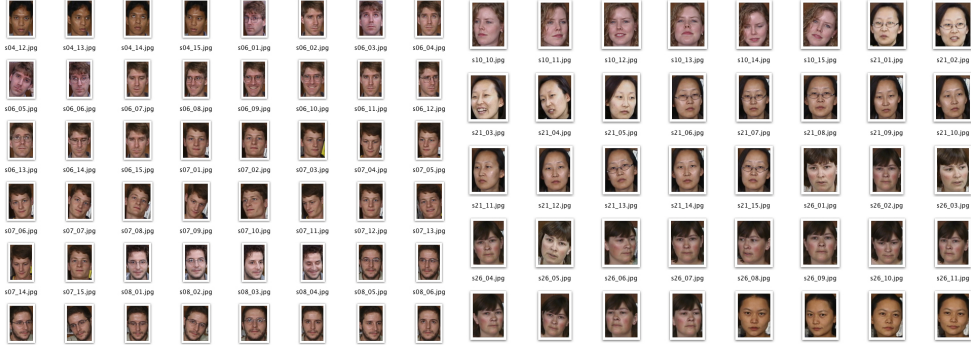 s04_12.jpg s04_13.jpg s04_14.jpg s04_15.jpg s06_01.jpg s06_02.jpg s06_03.jpg s06_04.jpg
s06_05.jpg s06_06.jpg s06_07.jpg s06_08.jpg s06_09.jpg s06_10.jpg s06_11.jpg s06_12.jpg
s06_13.jpg s06_14.jpg s06_15.jpg s07_01.jpg s07_02.jpg s07_03.jpg s07_04.jpg s07_05.jpg
s07_06.jpg s07_07.jpg s07_08.jpg s07_09.jpg s07_10.jpg s07_11.jpg s07_12.jpg s07_13.jpg
s07_14.jpg s07_15.jpg s08_01.jpg s08_02.jpg s08_03.jpg s08_04.jpg s08_05.jpg s08_06.jpg
s10_10.jpg s10_11.jpg s10_12.jpg s10_13.jpg s10_14.jpg s10_15.jpg s21_01.jpg s21_02.jpg
s21_03.jpg s21_04.jpg s21_05.jpg s21_06.jpg s21_07.jpg s21_08.jpg s21_09.jpg s21_10.jpg
s21_11.jpg s21_12.jpg s21_13.jpg s21_14.jpg s21_15.jpg s26_01.jpg s26_02.jpg s26_03.jpg
s26_04.jpg s26_05.jpg s26_06.jpg s26_07.jpg s26_08.jpg s26_09.jpg s26_10.jpg s26_11.jpg